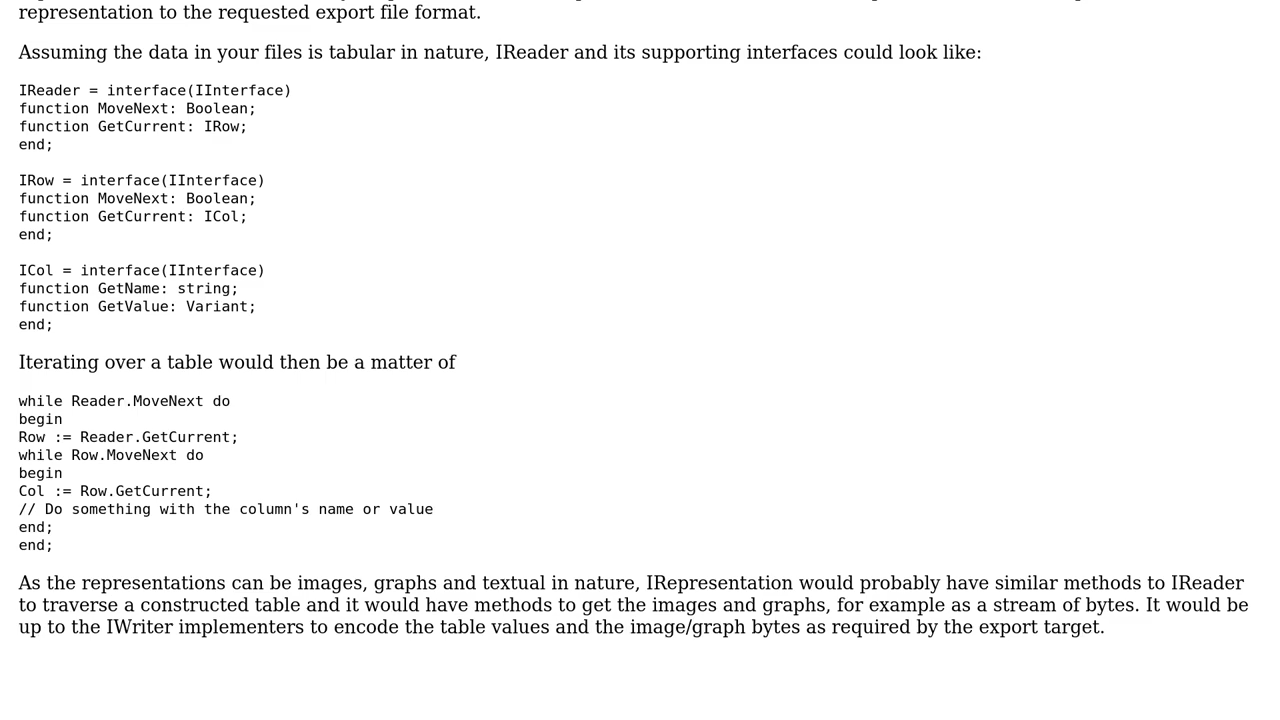 representation to the requested export file format.
Assuming the data in your files is tabular in nature, IReader and its supporting interfaces could look like:
IReader = interface(IInterface)
function MoveNext: Boolean;
function GetCurrent: IRow;
end;
IRow = interface(IInterface)
function MoveNext: Boolean;
function GetCurrent: ICol;
end;
ICol = interface(IInterface)
function GetName: string;
function GetValue: Variant;
end;
Iterating over a table would then be a matter of
while Reader.MoveNext do
begin
Row := Reader.GetCurrent;
while Row.MoveNext do
begin
Col := Row.GetCurrent;
// Do something with the column's name or value
end;
end;
As the representations can be images, graphs and textual in nature, IRepresentation would probably have similar methods to IReader
to traverse a constructed table and it would have methods to get the images and graphs, for example as a stream of bytes. It would be
up to the IWriter implementers to encode the table values and the image/graph bytes as required by the export target.